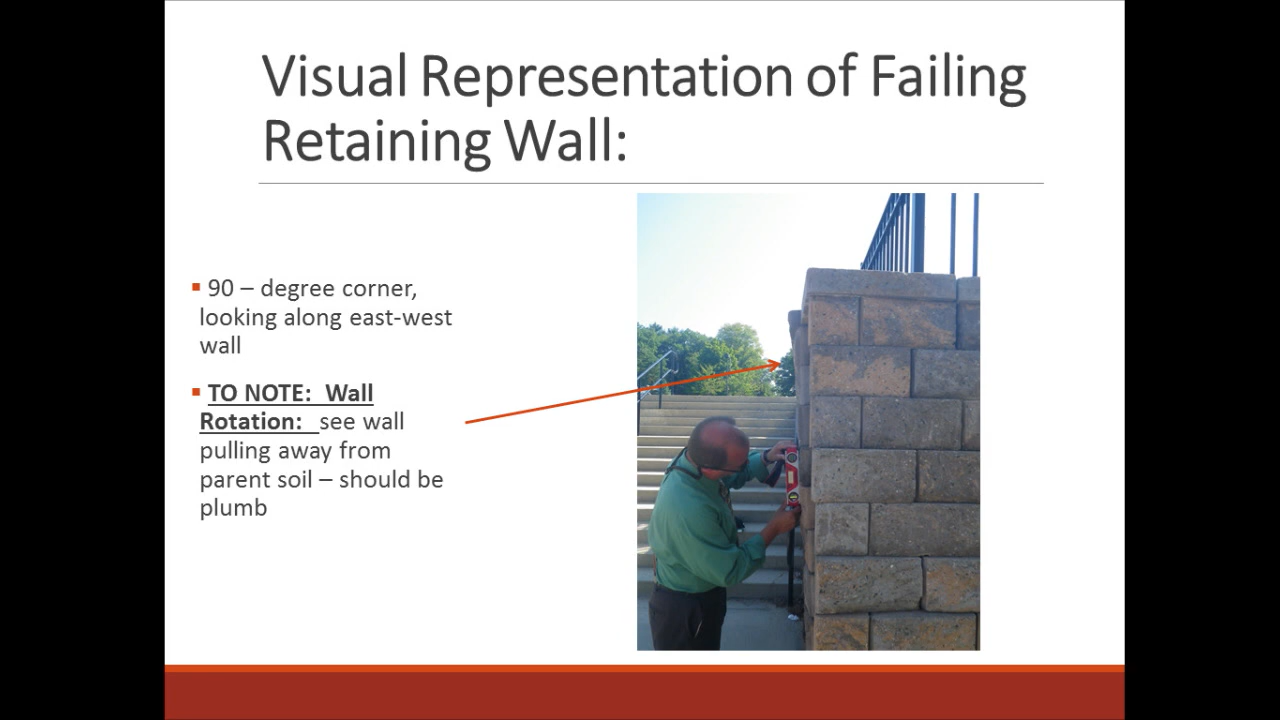 Visual Representation of Failing
Retaining Wall:
90 – degree corner,
looking along east-west
wall
TO NOTE: Wall
Rotation: see wall
pulling away from
parent soil – should be
plumb